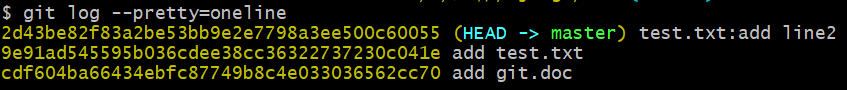 $ git log --pretty=oneline
2d43be82f83a2be53bb9e2e7798a3ee500c60055 (HEAD -> master) test.txt:add line2
9e91ad545595b036cdee38cc36322737230c041e add test.txt
cdf604ba66434ebfc87749b8c4e033036562cc70 add git.doc